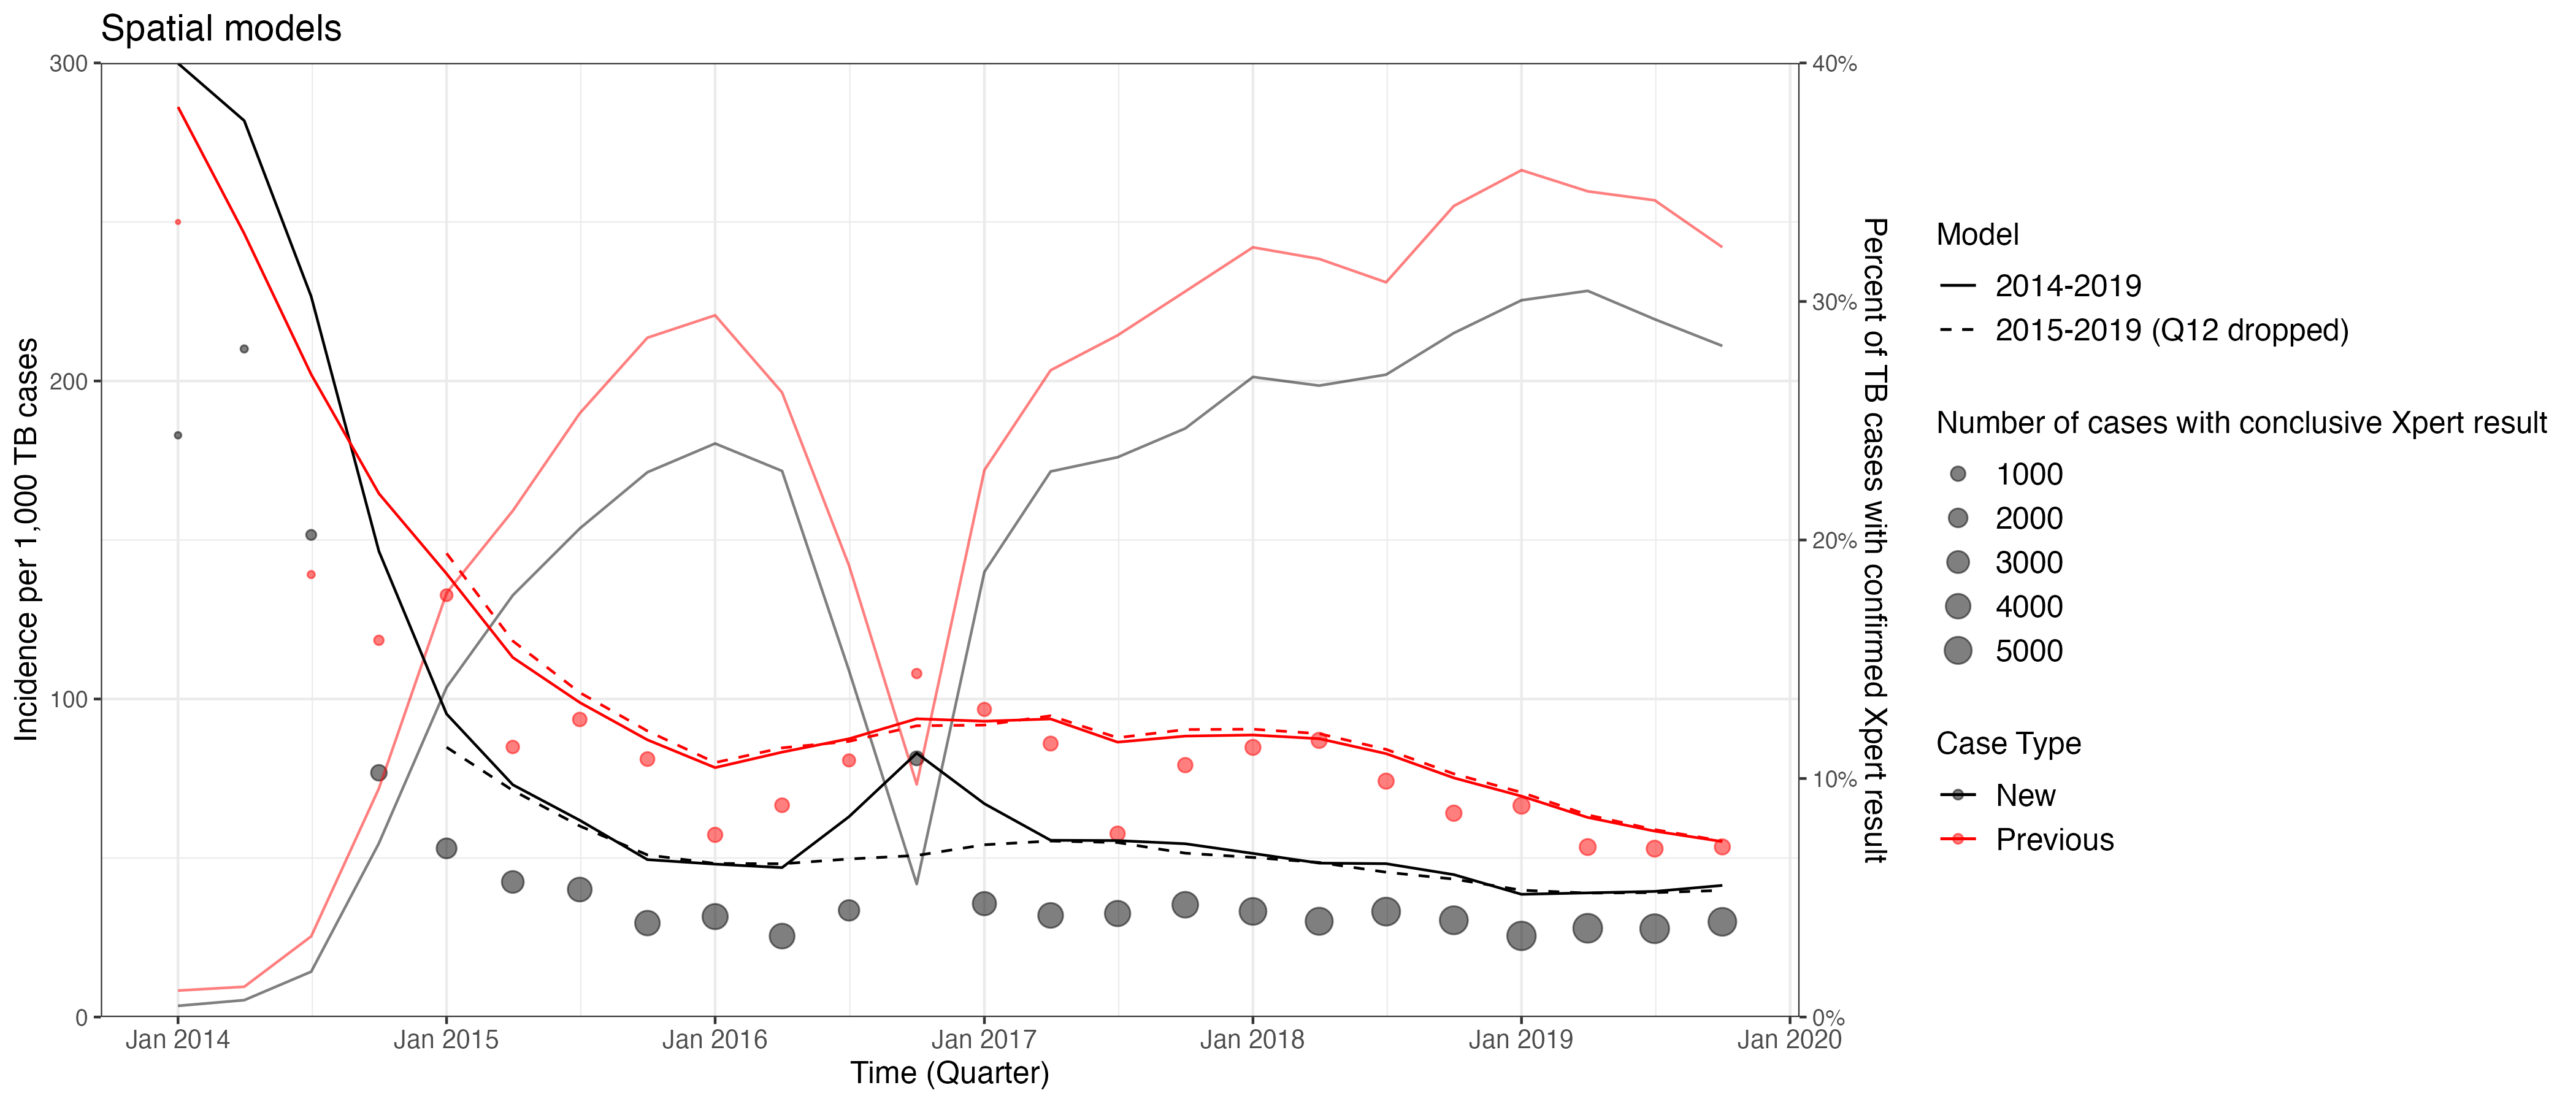 Spatial models
300
200
100
0
Incidence per 1,000 TB cases
40%
30%
20%
10%
0%
Percent of TB cases with confirmed Xpert result
Jan 2014
Jan 2015
Jan 2016
Jan 2017
Jan 2018
Jan 2019
Jan 2020
Time (Quarter)
Model
2014-2019
2015-2019 (Q12 dropped)
Number of cases with conclusive Xpert result
1000
2000
3000
4000
5000
Case Type
New
Previous